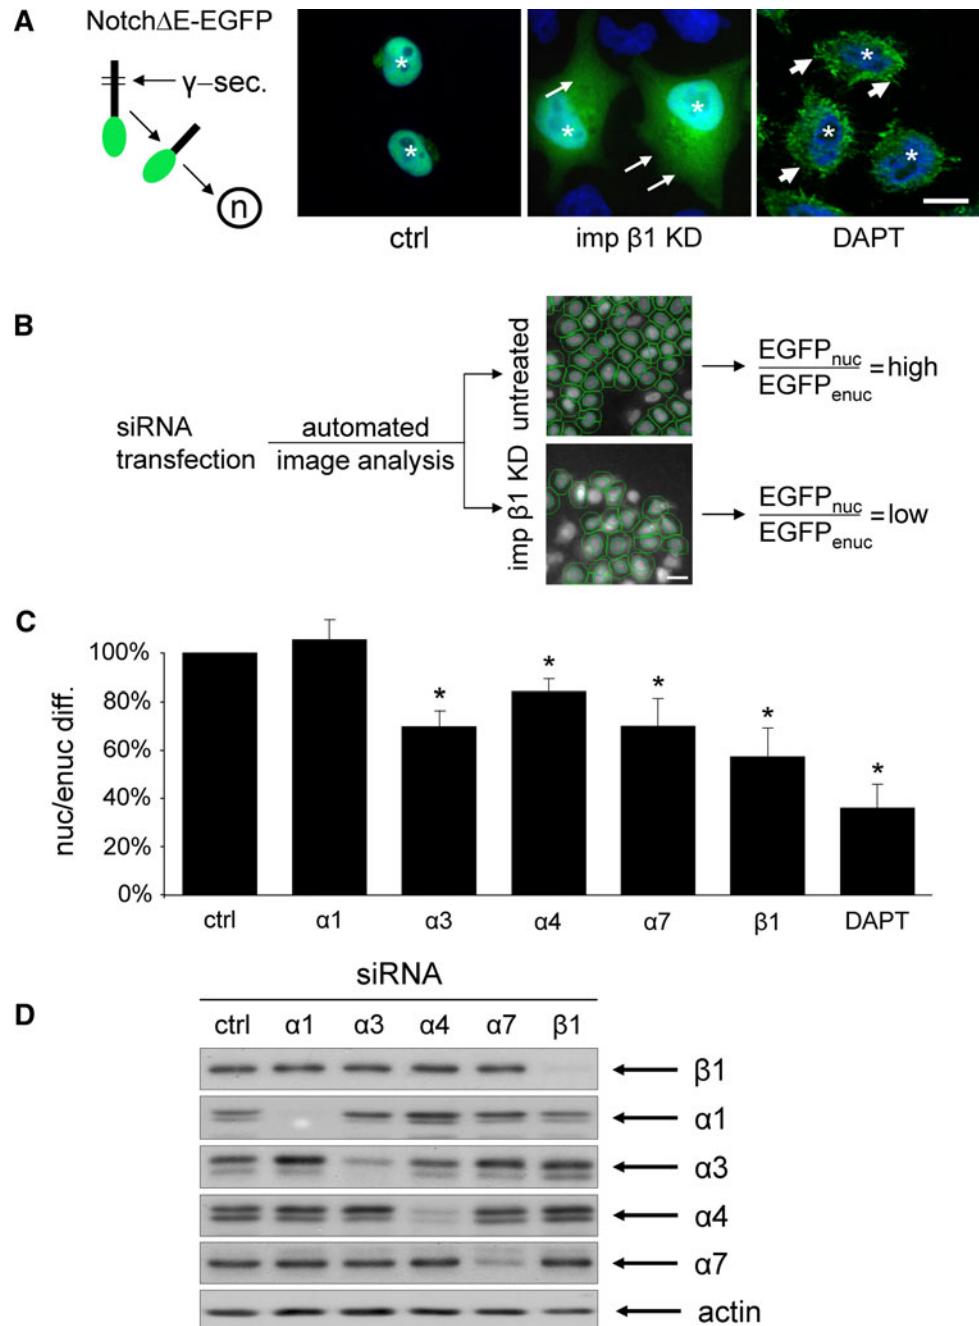 A
NotchΔE-EGFP
γ–sec.
n
*
*
*
*
*
*
*
ctrl
imp β1 KD
DAPT
B
siRNA
transfection
automated
image analysis
untreated
imp β1 KD
EGFPnuc
EGFPenuc
=high
EGFPnuc
EGFPenuc
=low
C
nuc/enuc diff.
100%
80%
60%
40%
20%
0%
*
*
*
*
*
ctrl α1 α3 α4 α7 β1 DAPT
siRNA
D
ctrl α1 α3 α4 α7 β1
β1
α1
α3
α4
α7
actin